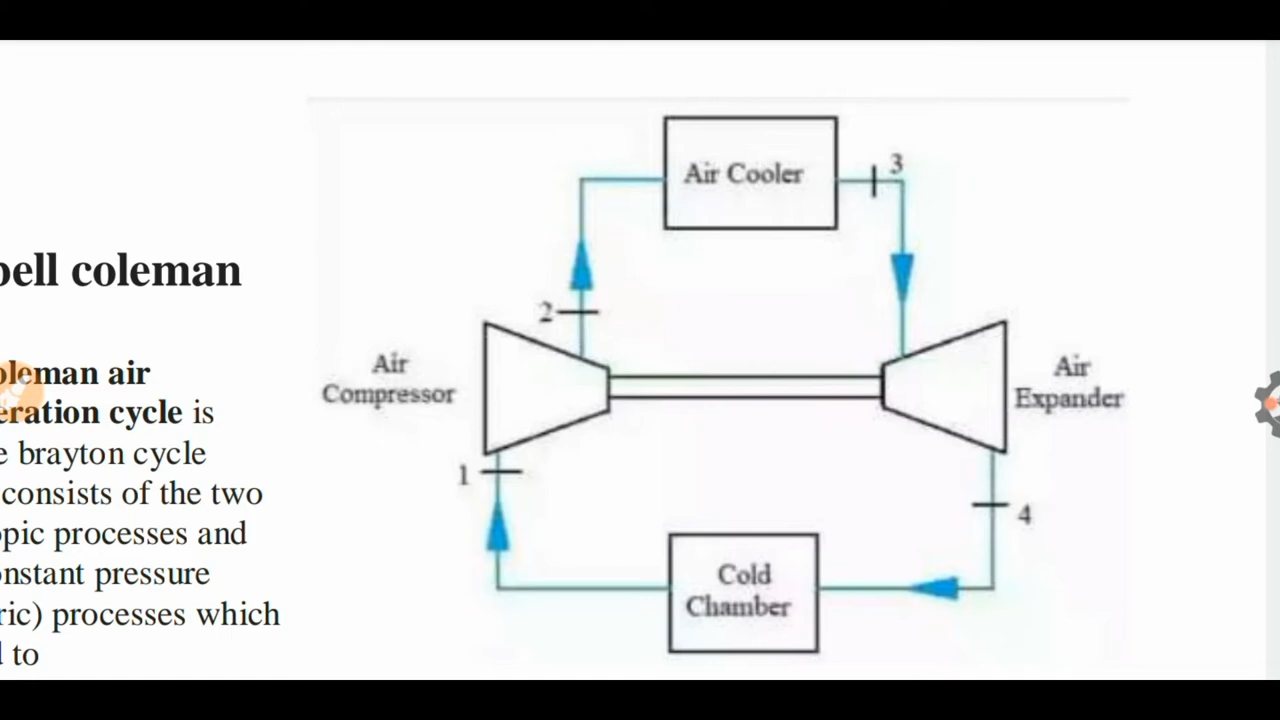 pell coleman
oleman air
eration cycle is
e brayton cycle
consists of the two
opic processes and
onstant pressure
ric) processes which
d to
Air Cooler
3
2
Air
Compressor
Air
Expander
1
4
Cold
Chamber